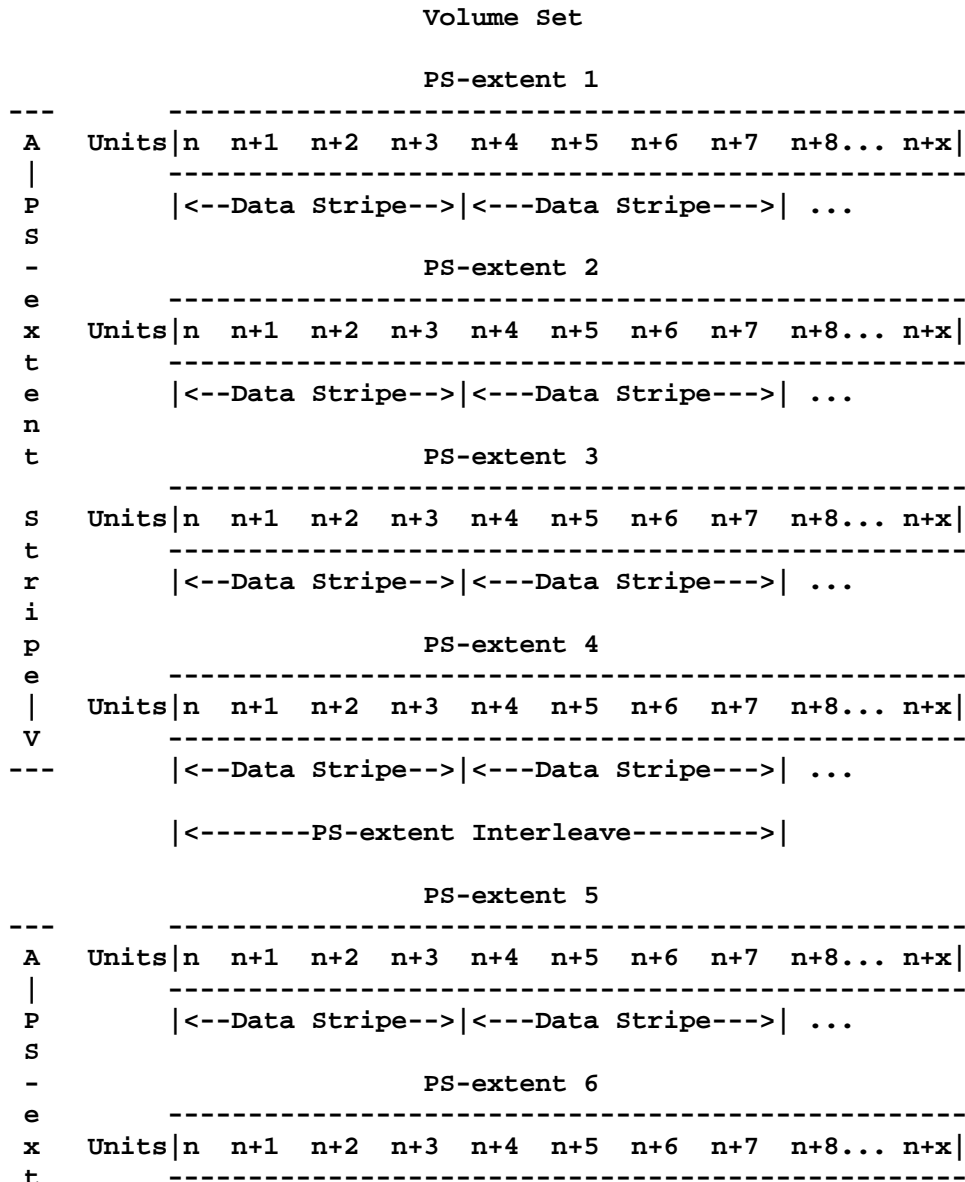 Volume Set

                          PS-extent 1
---       --------------------------------------------------
 A   Units|n  n+1  n+2  n+3  n+4  n+5  n+6  n+7  n+8... n+x|
 |        --------------------------------------------------
 P        |<--Data Stripe-->|<---Data Stripe--->| ...
 S
 -                        PS-extent 2
 e        --------------------------------------------------
 x   Units|n  n+1  n+2  n+3  n+4  n+5  n+6  n+7  n+8... n+x|
 t        --------------------------------------------------
 e        |<--Data Stripe-->|<---Data Stripe--->| ...
 n
 t                        PS-extent 3
          --------------------------------------------------
 S   Units|n  n+1  n+2  n+3  n+4  n+5  n+6  n+7  n+8... n+x|
 t        --------------------------------------------------
 r        |<--Data Stripe-->|<---Data Stripe--->| ...
 i
 p                        PS-extent 4
 e        --------------------------------------------------
 |   Units|n  n+1  n+2  n+3  n+4  n+5  n+6  n+7  n+8... n+x|
 V        --------------------------------------------------
---       |<--Data Stripe-->|<---Data Stripe--->| ...

          |<-------PS-extent Interleave-------->|

                          PS-extent 5
---       --------------------------------------------------
 A   Units|n  n+1  n+2  n+3  n+4  n+5  n+6  n+7  n+8... n+x|
 |        --------------------------------------------------
 P        |<--Data Stripe-->|<---Data Stripe--->| ...
 S
 -                        PS-extent 6
 e        --------------------------------------------------
 x   Units|n  n+1  n+2  n+3  n+4  n+5  n+6  n+7  n+8... n+x|
 t        --------------------------------------------------